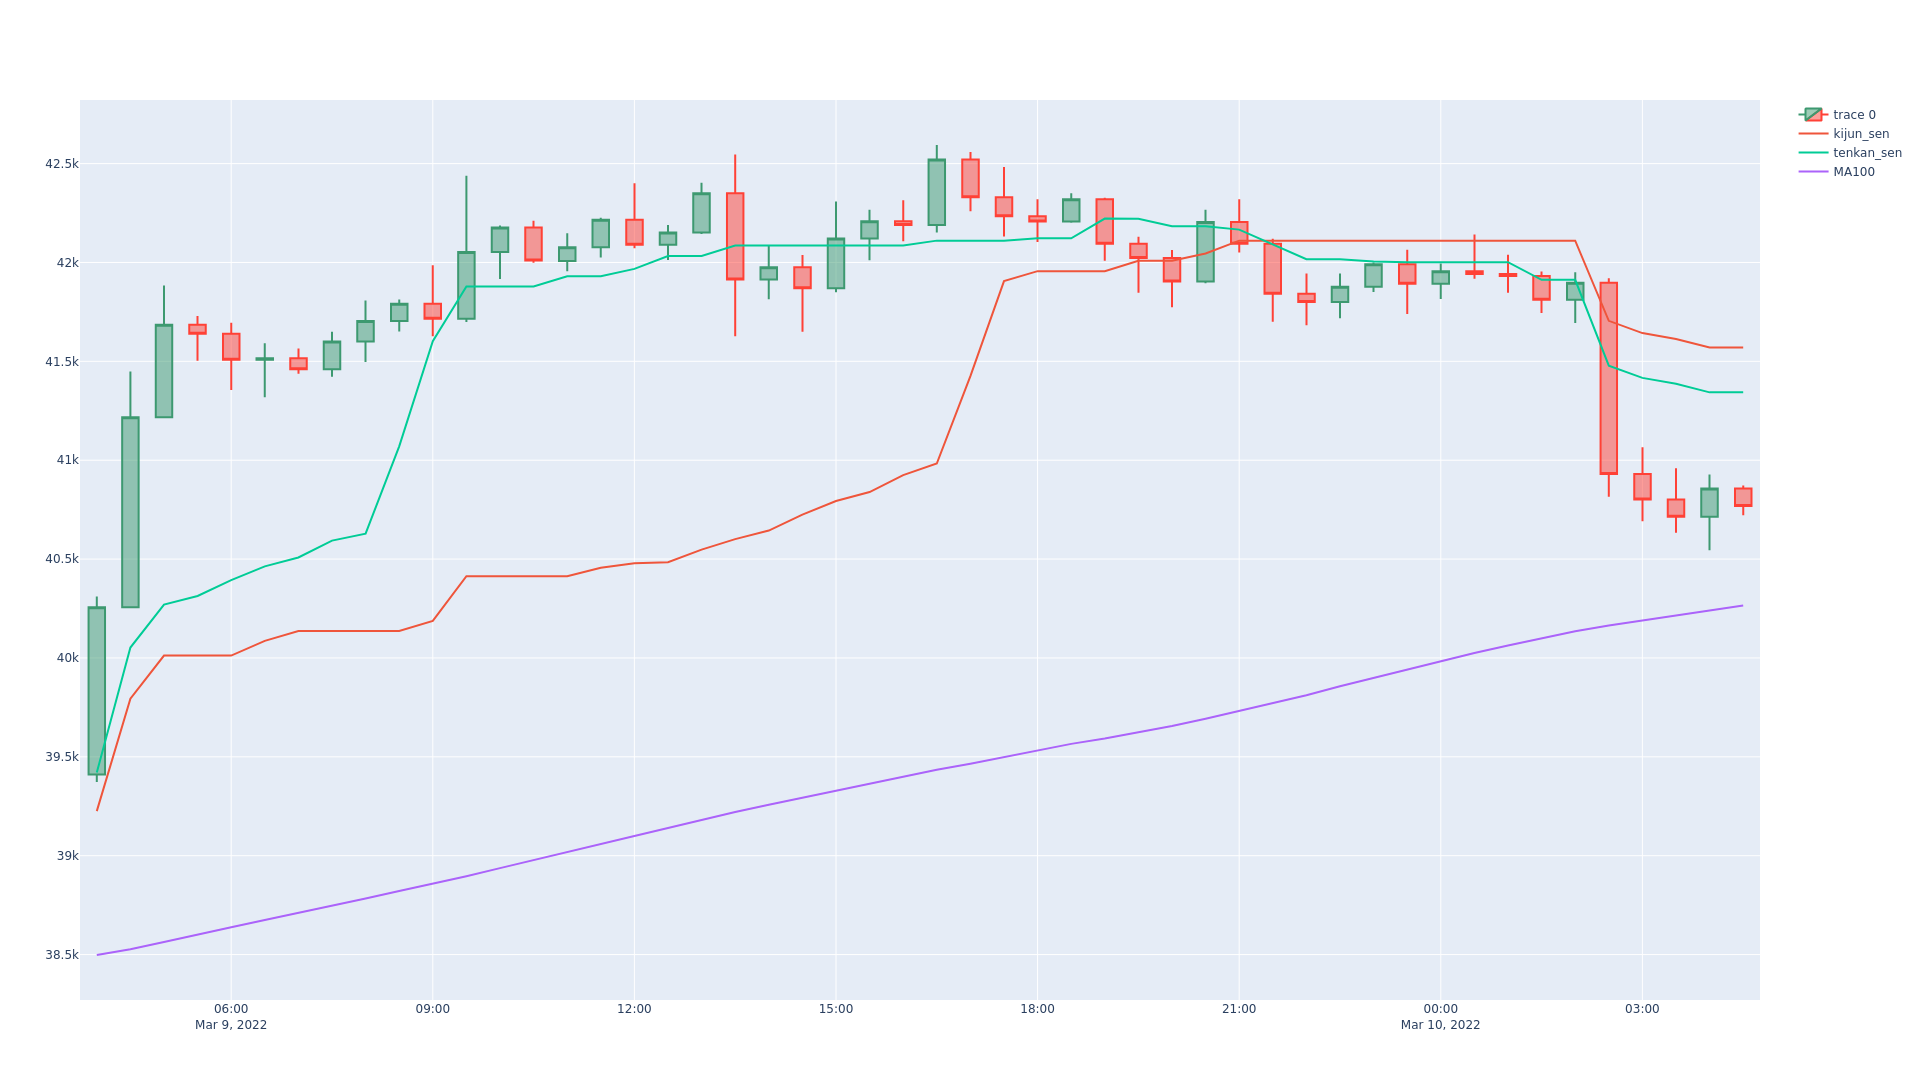 trace 0
kijun_sen
tenkan_sen
MA100
42.5k
42k
41.5k
41k
40.5k
40k
39.5k
39k
38.5k
06:00 09:00 12:00 15:00 18:00 21:00 00:00 03:00
Mar 9, 2022 Mar 10, 2022